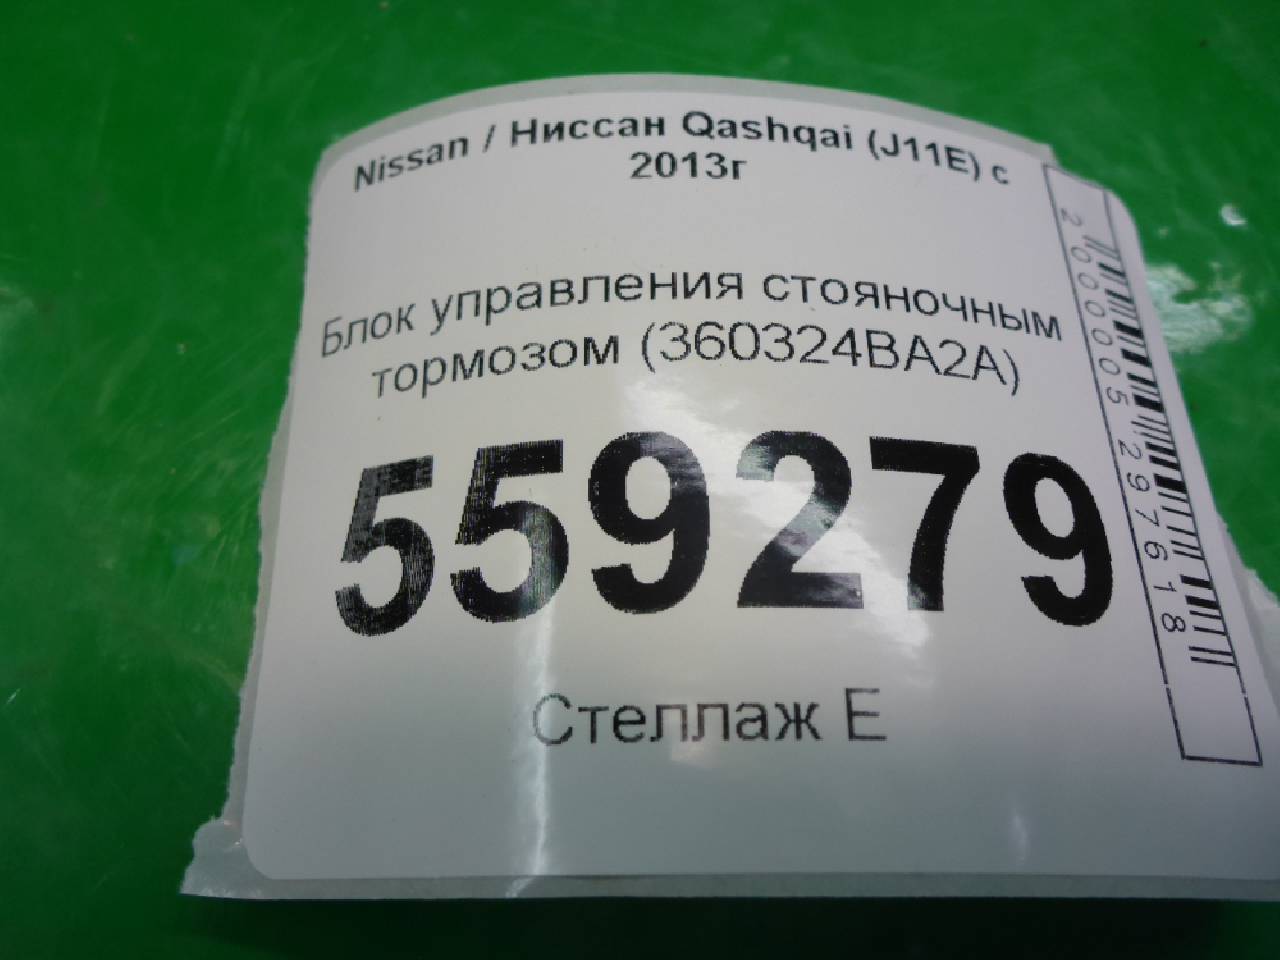 Nissan / Ниссан Qashqai (J11E) с
2013г
Блок управления стояночным
тормозом (360324BA2A)
559279
Стеллаж Е
2000005297618